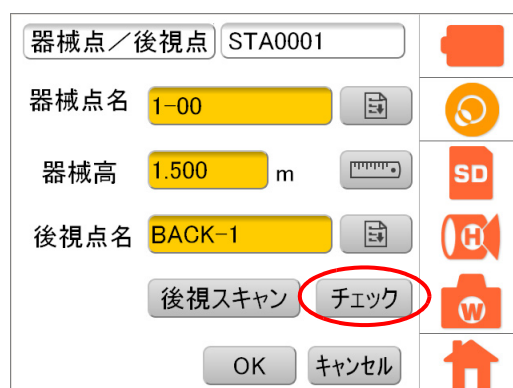 器械点／後視点 STA0001
器械点名 1-00
器械高 1.500 m
SD
後視点名 BACK-1
H
後視スキャン チェック
W
OK キャンセル